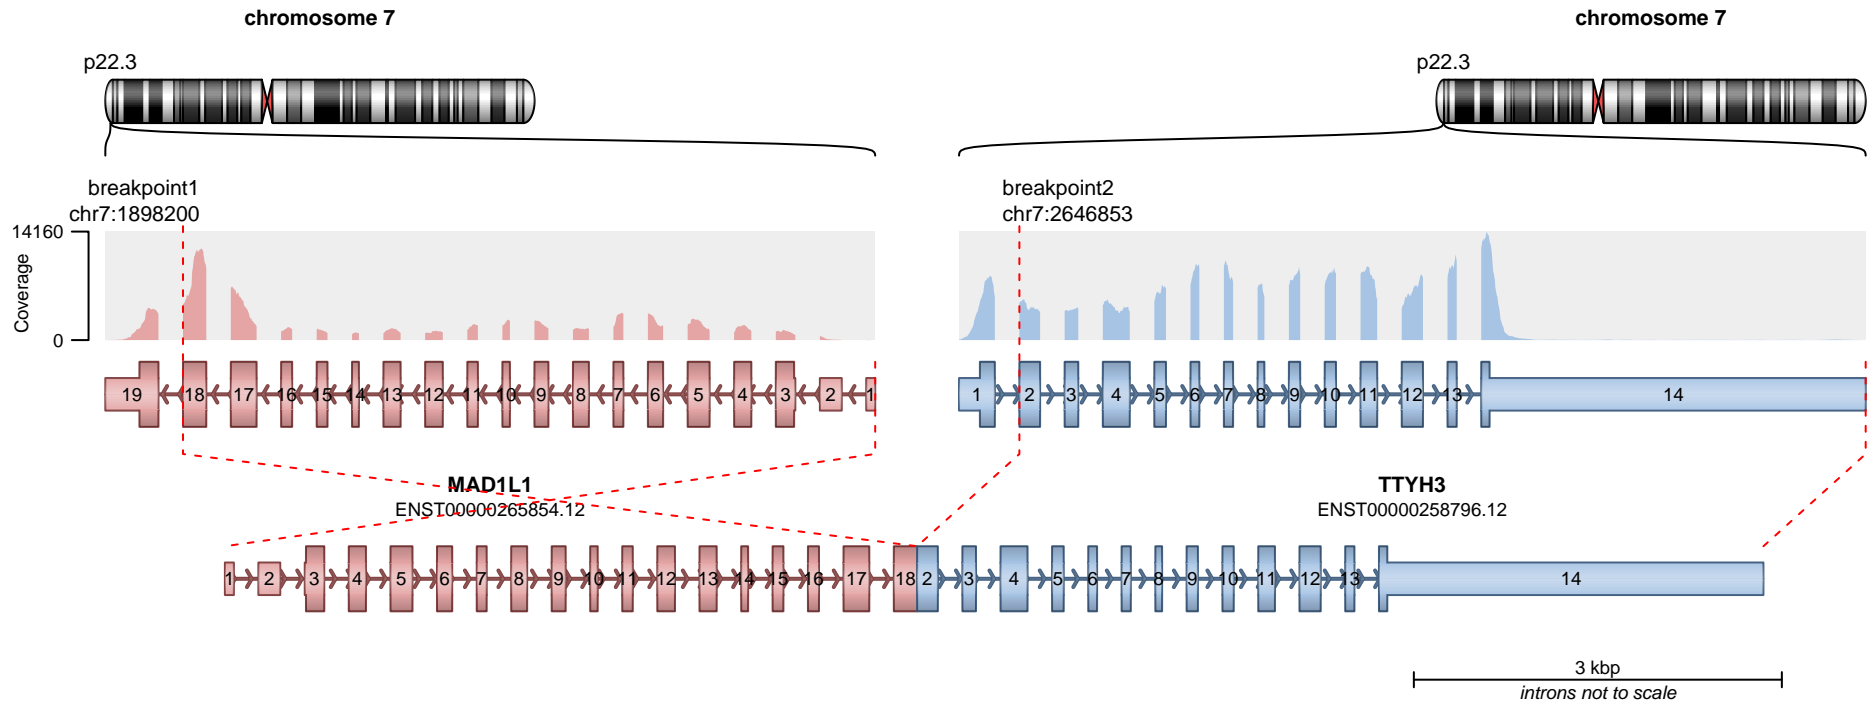 chromosome 7
chromosome 7
p22.3
p22.3
breakpoint1
chr7:1898200
breakpoint2
chr7:2646853
14160
Coverage
0
19 18 17 16 15 14 13 12 11 10 9 8 7 6 5 4 3 2 1
1 2 3 4 5 6 7 8 9 10 11 12 13 14
MAD1L1
ENST00000265854.12
TTYH3
ENST00000258796.12
1 2 3 4 5 6 7 8 9 10 11 12 13 14 15 16 17 18 2 3 4 5 6 7 8 9 10 11 12 13 14
3 kbp
introns not to scale